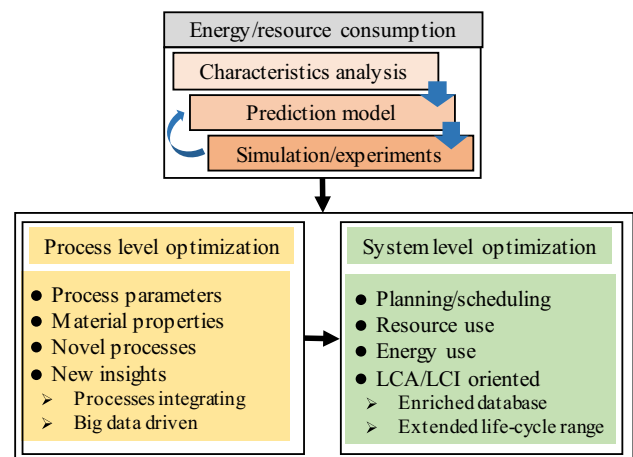 Energy/resource consumption
Characteristics analysis
Prediction model
Simulation/experiments
Process level optimization
● Process parameters
● Material properties
● Novel processes
● New insights
➢ Processes integrating
➢ Big data driven
System level optimization
● Planning/scheduling
● Resource use
● Energy use
● LCA/LCI oriented
➢ Enriched database
➢ Extended life-cycle range